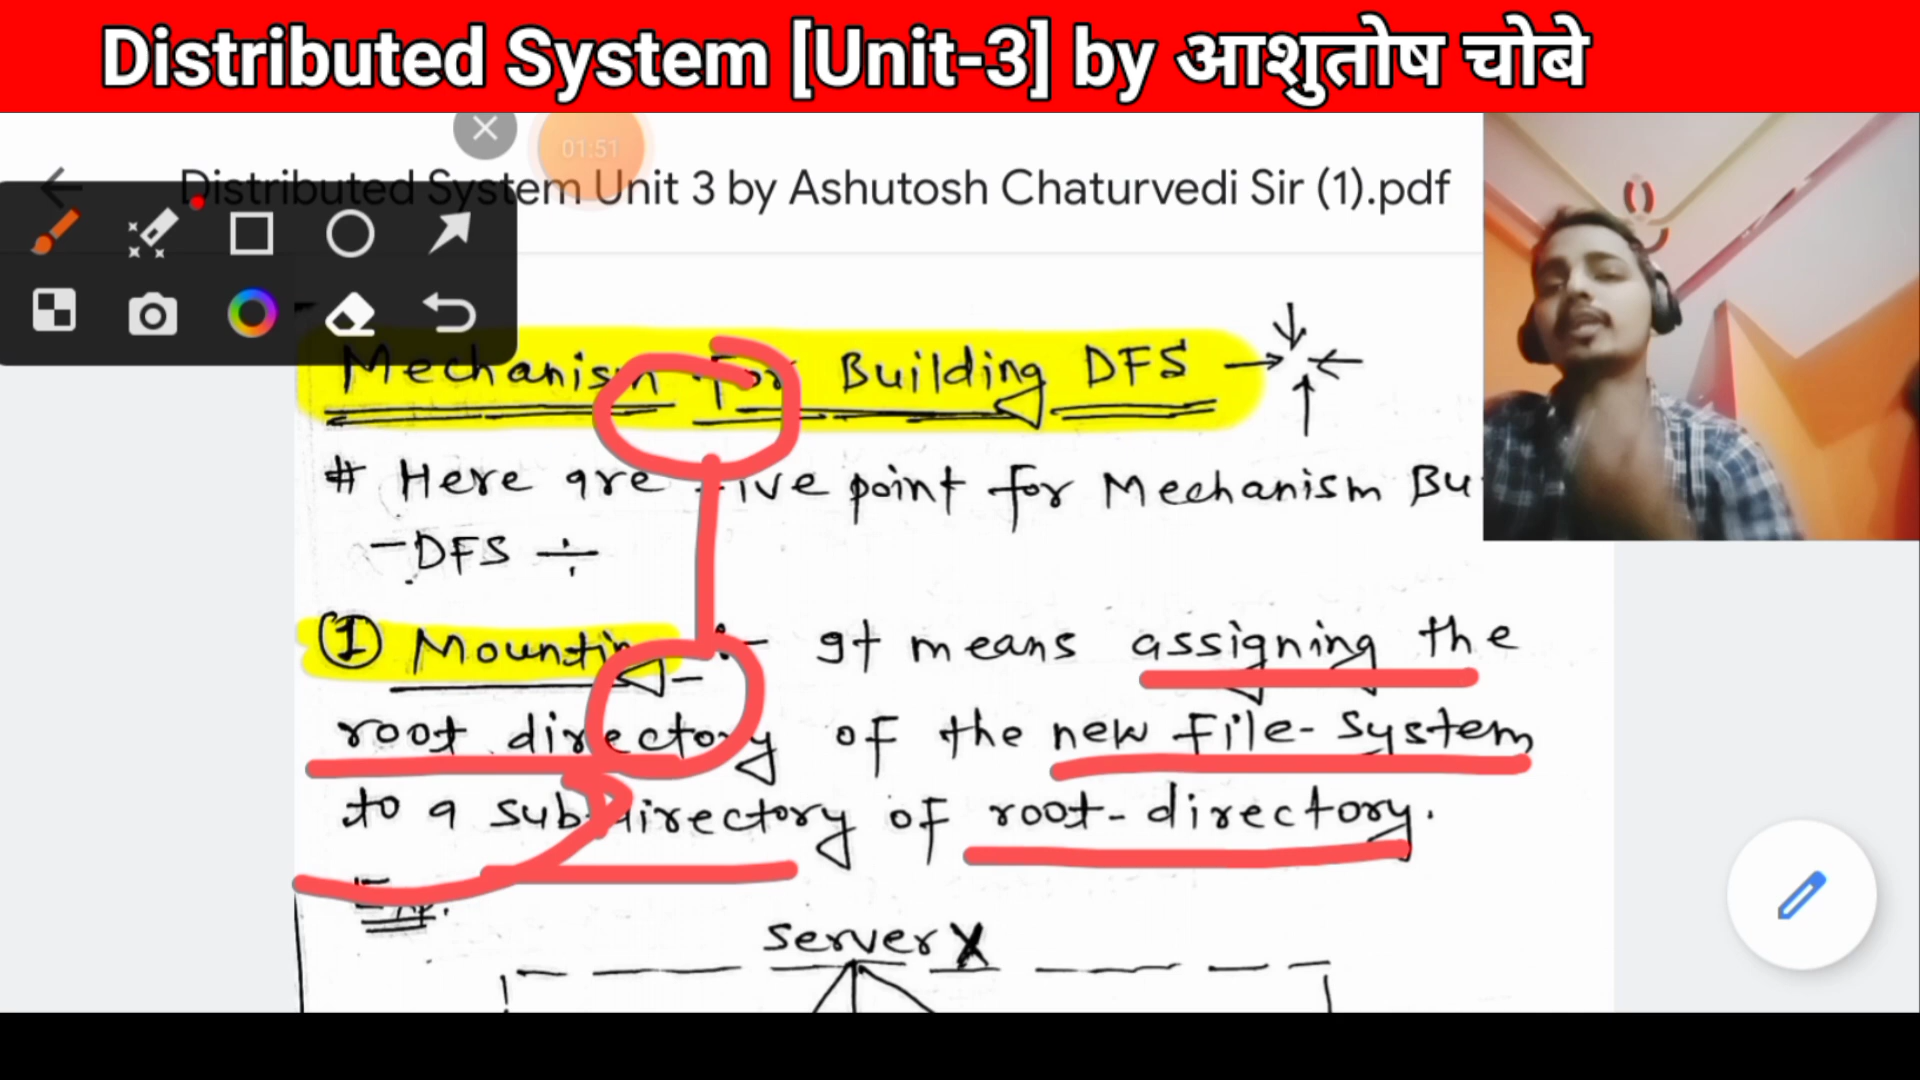 Distributed System [Unit-3] by आशुतोष चोबे
01:51
Distributed System Unit 3 by Ashutosh Chaturvedi Sir (1).pdf
Mechanism for Building DFS
# Here are five point for Mechanism Bu
DFS
① Mounting :- It means assigning the
root directory of the new File-System
to a subdirectory of root-directory.
Exp.
Server X